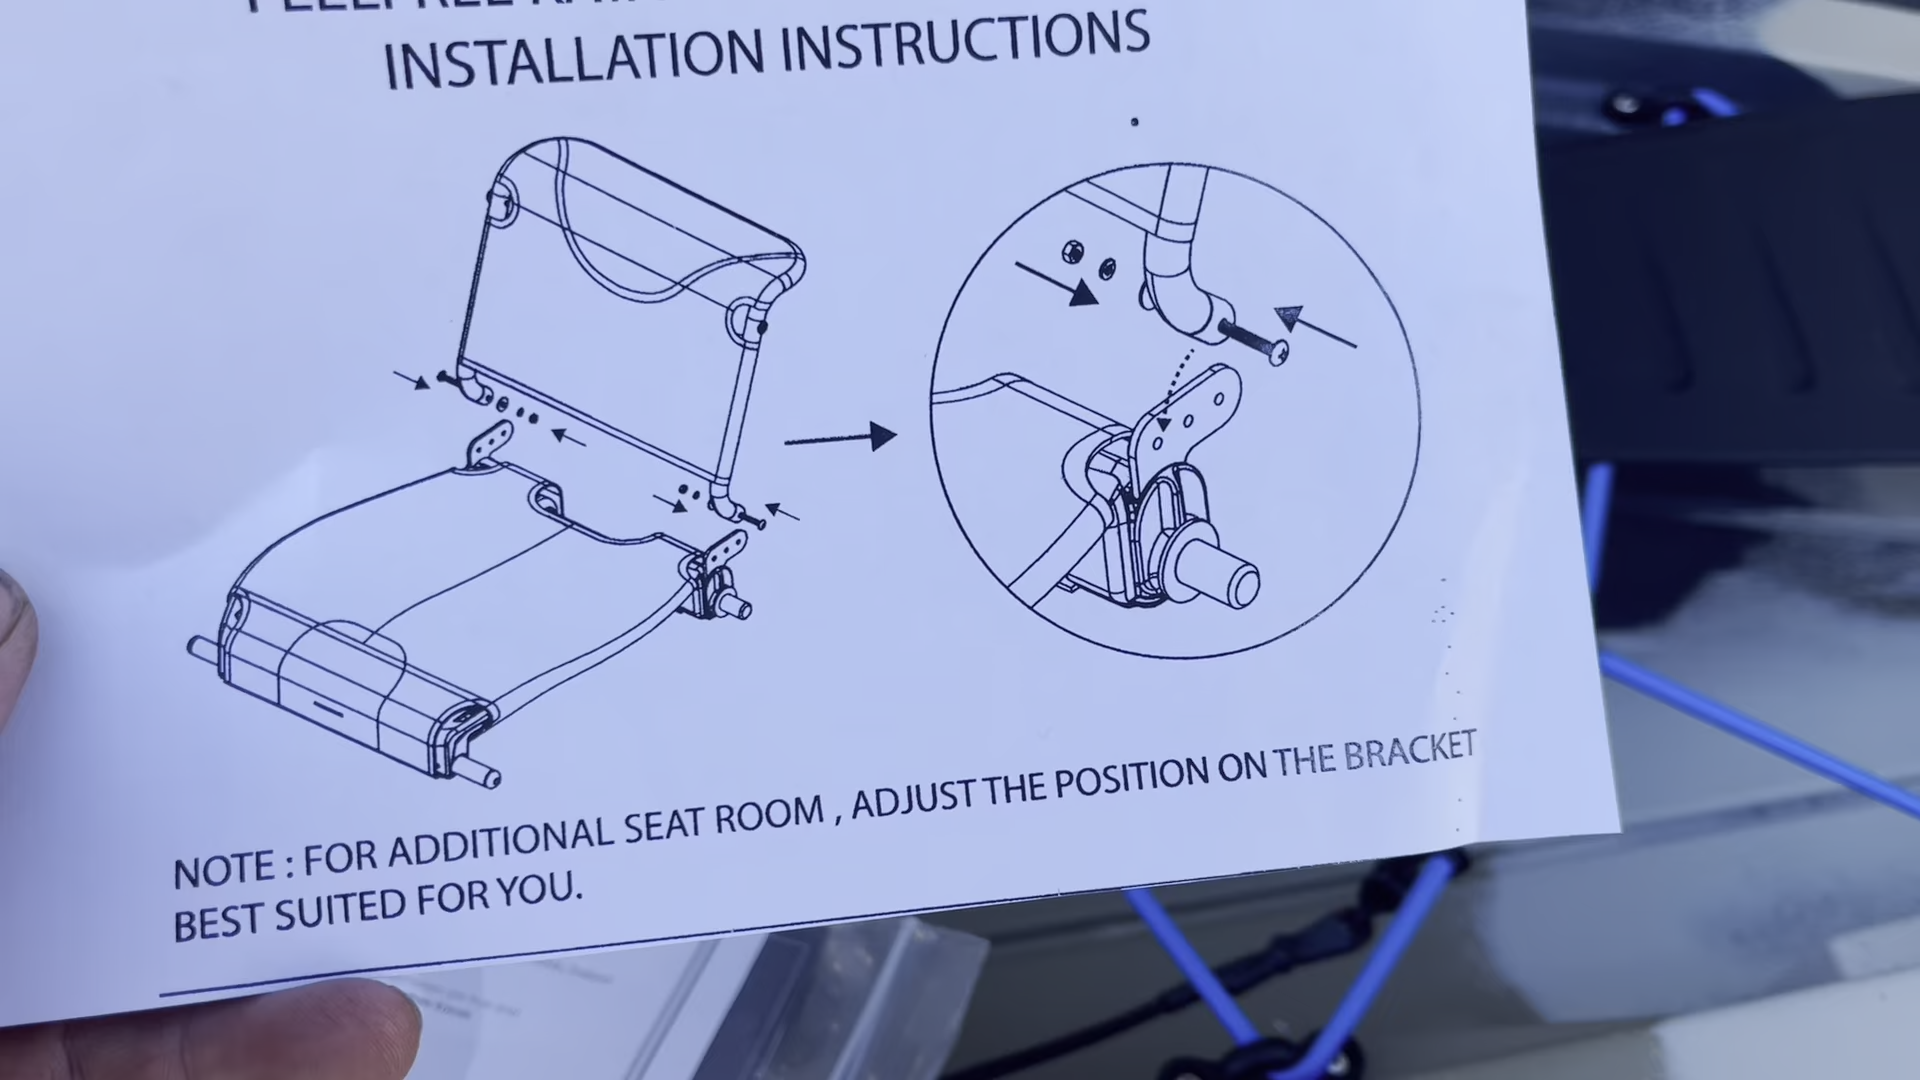 INSTALLATION INSTRUCTIONS
NOTE : FOR ADDITIONAL SEAT ROOM , ADJUST THE POSITION ON THE BRACKET
BEST SUITED FOR YOU.